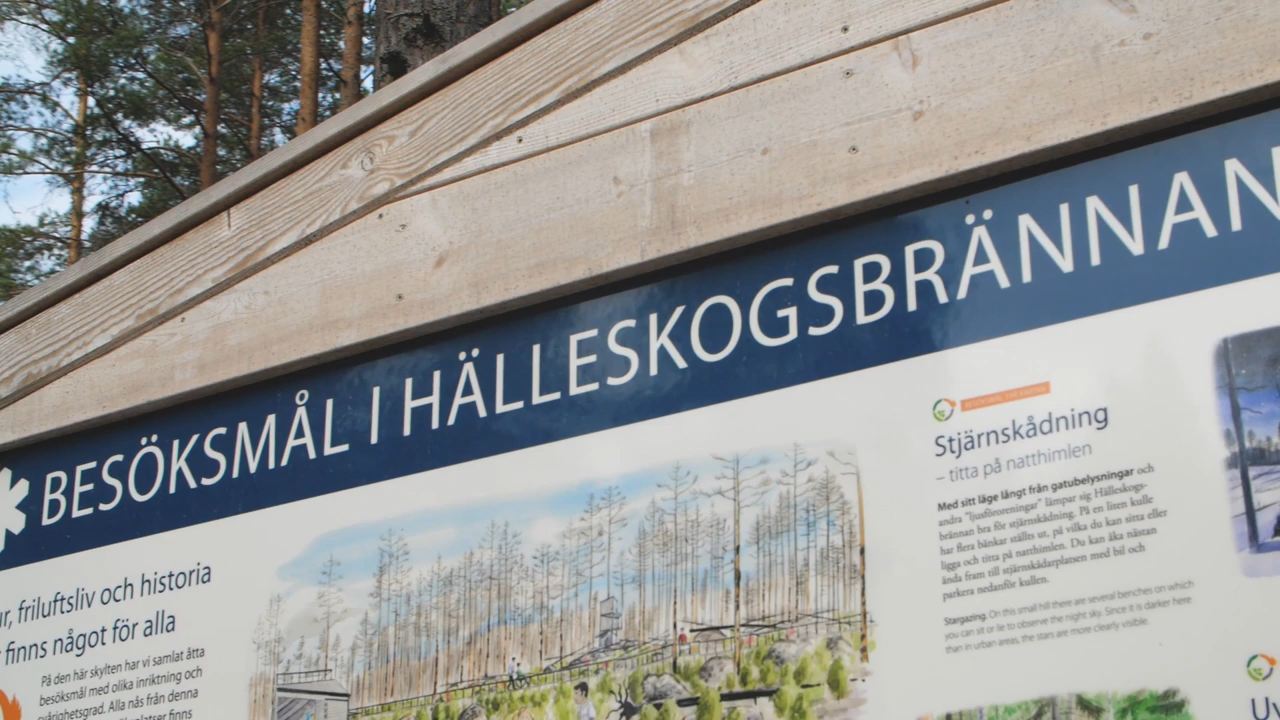 BESÖKSMÅL I HÄLLESKOGSBRÄNNAN
friluftsliv och historia
finns något för alla
På den här skylten har vi samlat åtta
besöksmål med olika inriktning och
svårighetsgrad. Alla nås från denna
finns
Stjärnskådning
– titta på natthimlen
Med sitt läge långt från gatubelysningar och
andra ”ljusföroreningar” lämpar sig Hälleskogs-
brännan bra för stjärnskådning. På en liten kulle
har flera bänkar ställts ut, på vilka du kan sitta eller
ligga och titta på natthimlen. Du kan åka nästan
ända fram till stjärnskådarplatsen med bil och
parkera nedanför kullen.
Stargazing. On this small hill there are several benches on which
you can sit or lie to observe the night sky. Since it is darker here
than in urban areas, the stars are more clearly visible.